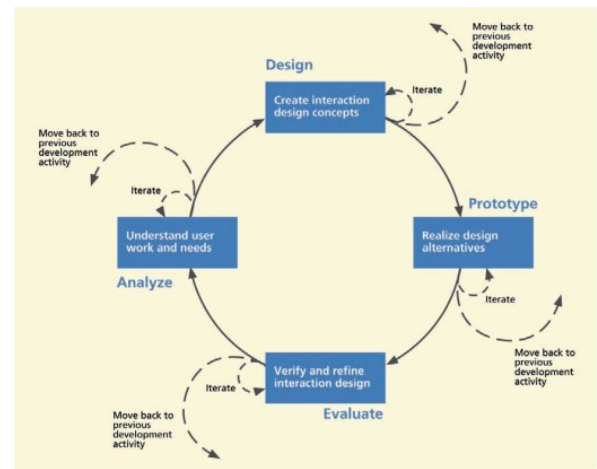 Move back to
previous
development
activity
Design
Create interaction
design concepts
Iterate
Move back to
previous
development
activity
Iterate
Prototype
Understand user
work and needs
Realize design
alternatives
Analyze
Iterate
Verify and refine
interaction design
Move back to
previous
development
activity
Iterate
Evaluate
Move back to
previous
development
activity